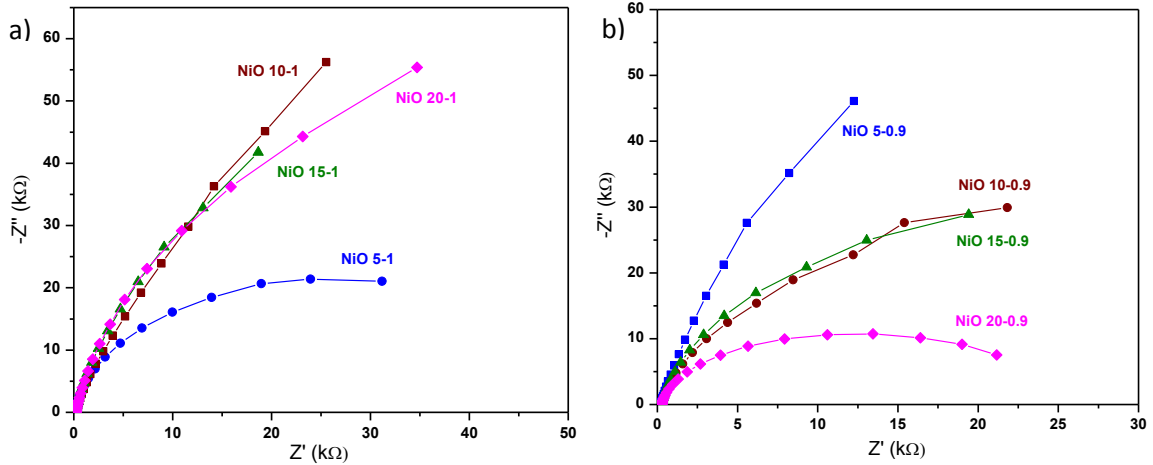 a)
60
50
40
30
20
10
0
-Z'' (kΩ)
NiO 10-1
NiO 20-1
NiO 15-1
NiO 5-1
0 10 20 30 40 50
Z' (kΩ)
b)
60
50
40
30
20
10
0
-Z'' (kΩ)
NiO 5-0.9
NiO 10-0.9
NiO 15-0.9
NiO 20-0.9
0 5 10 15 20 25 30
Z' (kΩ)